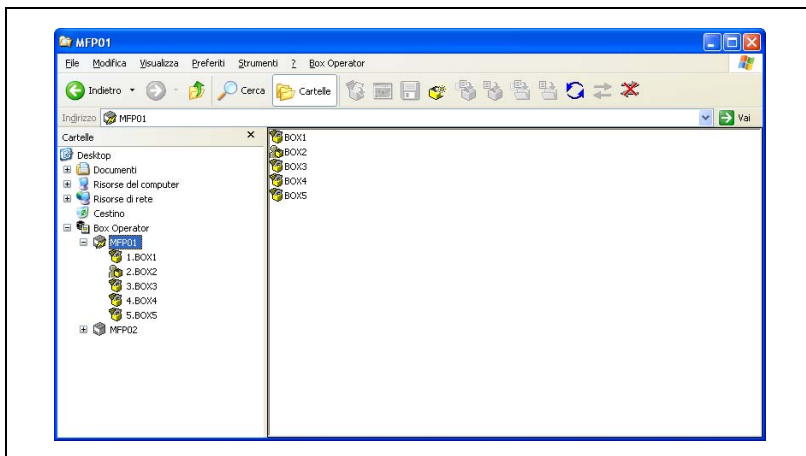 MFP01
File Modifica Visualizza Preferiti Strumenti ? Box Operator
Indietro Cerca Cartelle
Indirizzo MFP01 Vai
Cartelle
Desktop
Documenti
Risorse del computer
Risorse di rete
Cestino
Box Operator
MFP01
1.BOX1
2.BOX2
3.BOX3
4.BOX4
5.BOX5
MFP02
BOX1
BOX2
BOX3
BOX4
BOX5